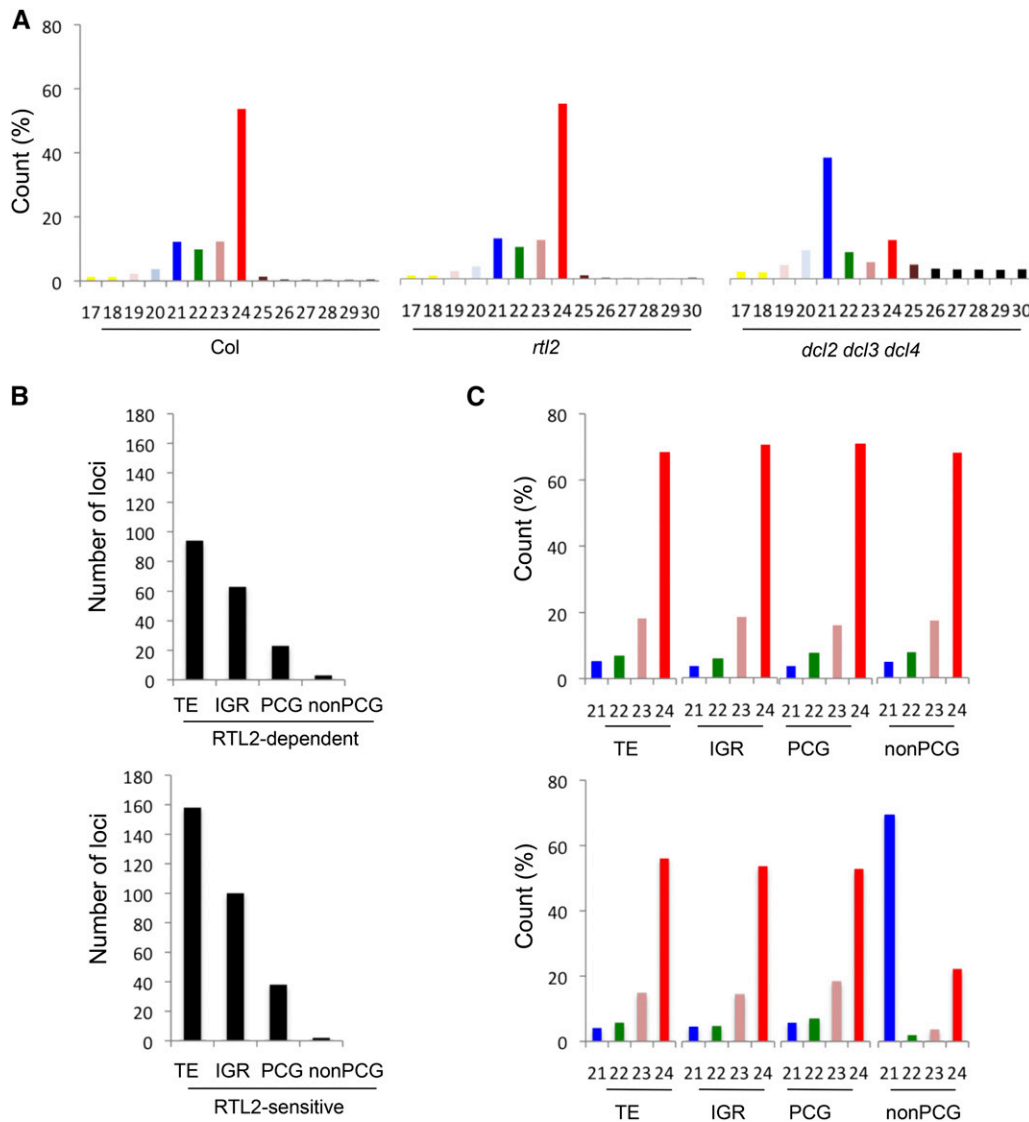 A
80
60
40
20
0
Count (%)
17 18 19 20 21 22 23 24 25 26 27 28 29 30
Col
17 18 19 20 21 22 23 24 25 26 27 28 29 30
rtl2
17 18 19 20 21 22 23 24 25 26 27 28 29 30
dcl2 dcl3 dcl4
B
180
160
140
120
100
80
60
40
20
0
Number of loci
TE IGR PCG nonPCG
RTL2-dependent
180
160
140
120
100
80
60
40
20
0
Number of loci
TE IGR PCG nonPCG
RTL2-sensitive
C
80
60
40
20
0
Count (%)
21 22 23 24 21 22 23 24 21 22 23 24 21 22 23 24
TE IGR PCG nonPCG
80
60
40
20
0
Count (%)
21 22 23 24 21 22 23 24 21 22 23 24 21 22 23 24
TE IGR PCG nonPCG